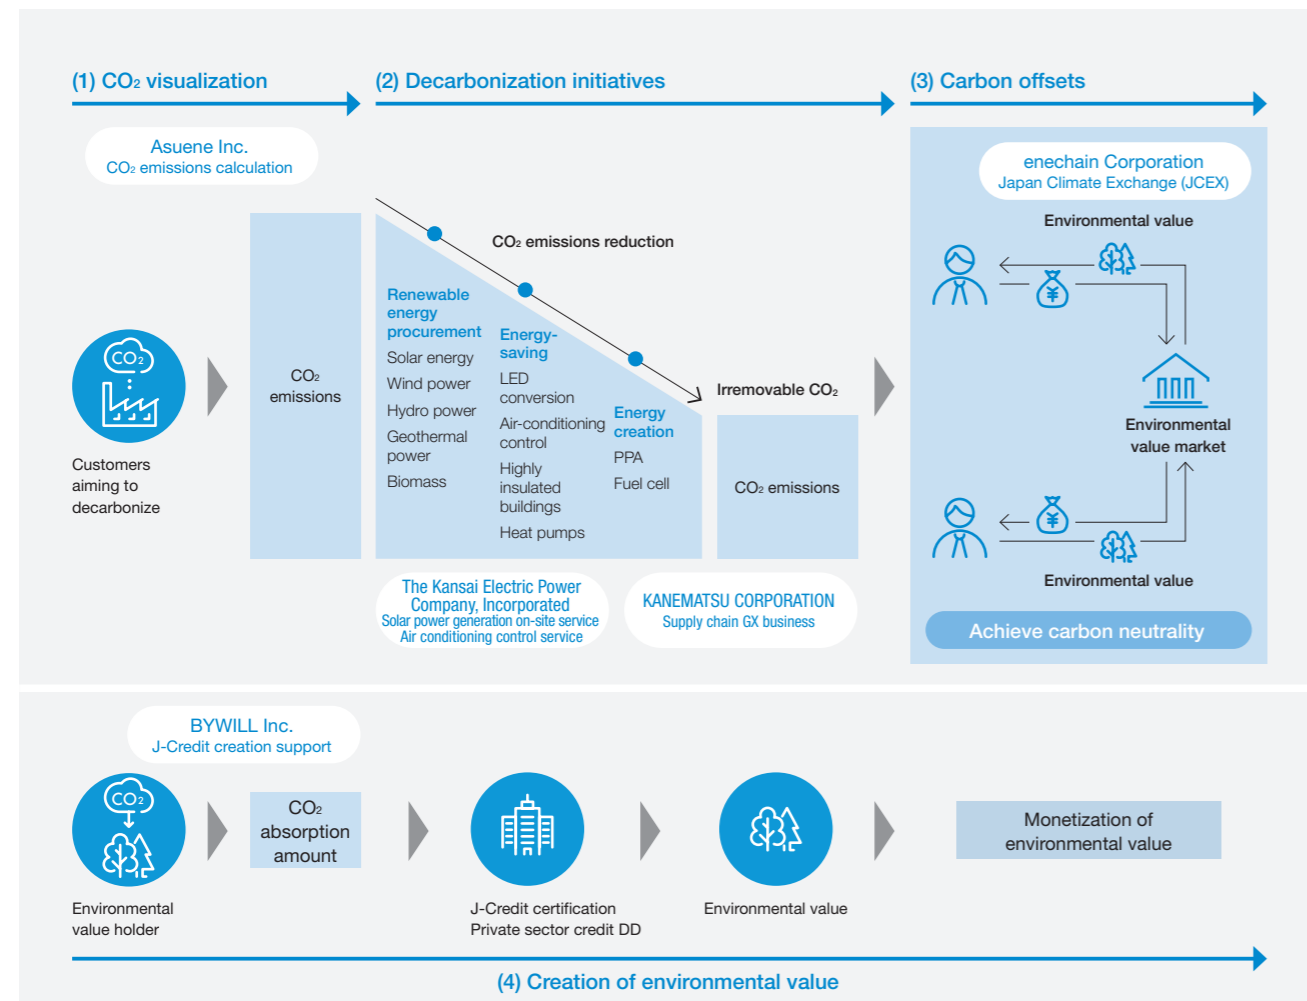 (1) CO₂ visualization
(2) Decarbonization initiatives
(3) Carbon offsets
Asuene Inc.
CO₂ emissions calculation
CO₂
Customers
aiming to
decarbonize
CO₂
emissions
CO₂ emissions reduction
Renewable
energy
procurement
Solar energy
Wind power
Hydro power
Geothermal
power
Biomass
Energy-
saving
LED
conversion
Air-conditioning
control
Highly
insulated
buildings
Heat pumps
Energy
creation
PPA
Fuel cell
Irremovable CO₂
CO₂ emissions
The Kansai Electric Power
Company, Incorporated
Solar power generation on-site service
Air conditioning control service
KANEMATSU CORPORATION
Supply chain GX business
enechain Corporation
Japan Climate Exchange (JCEX)
Environmental value
¥
Environmental
value market
¥
Environmental value
Achieve carbon neutrality
BYWILL Inc.
J-Credit creation support
CO₂
Environmental
value holder
CO₂
absorption
amount
J-Credit certification
Private sector credit DD
Environmental value
Monetization of
environmental value
(4) Creation of environmental value